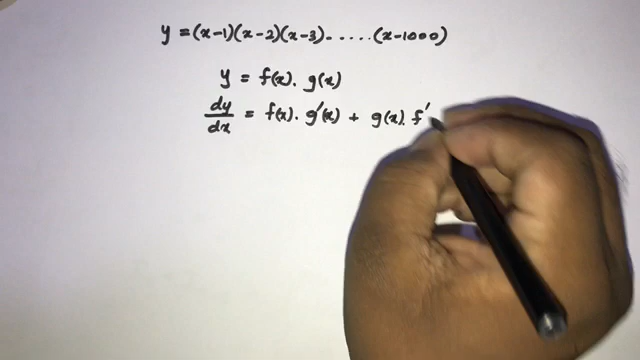 y = (x-1)(x-2)(x-3)- ..... (x-1000)
y = f(x). g(x)
dy/dx = f(x). g'(x) + g(x). f'